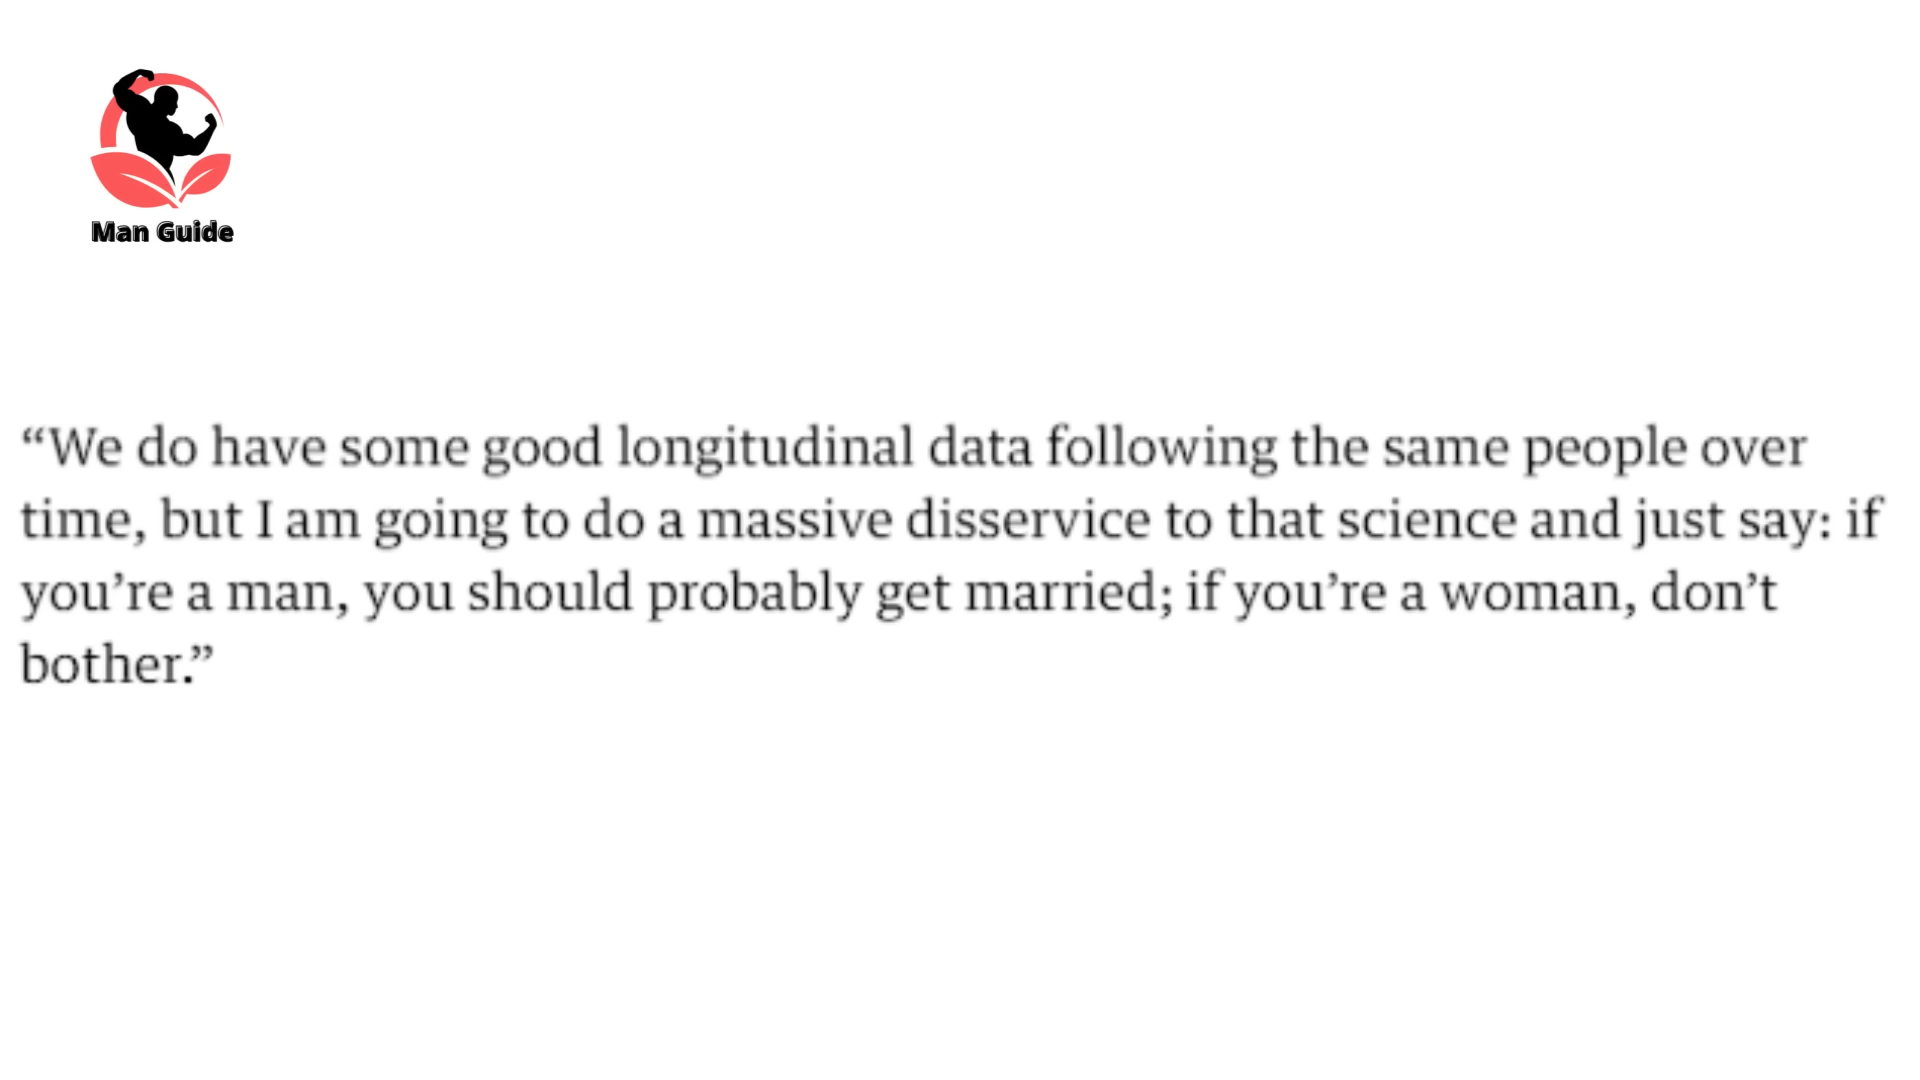 Man Guide
“We do have some good longitudinal data following the same people over
time, but I am going to do a massive disservice to that science and just say: if
you’re a man, you should probably get married; if you’re a woman, don’t
bother.”